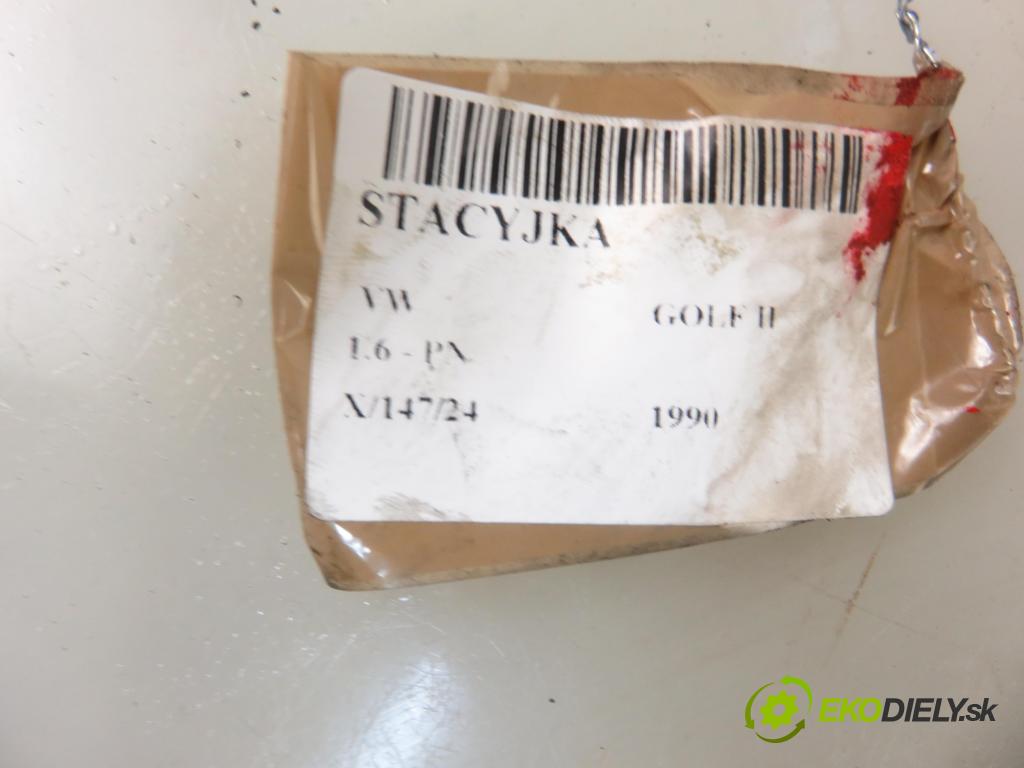 STACYJKA
VW GOLF II
1.6 - PN
X/147/24 1990
EKODIELY.sk